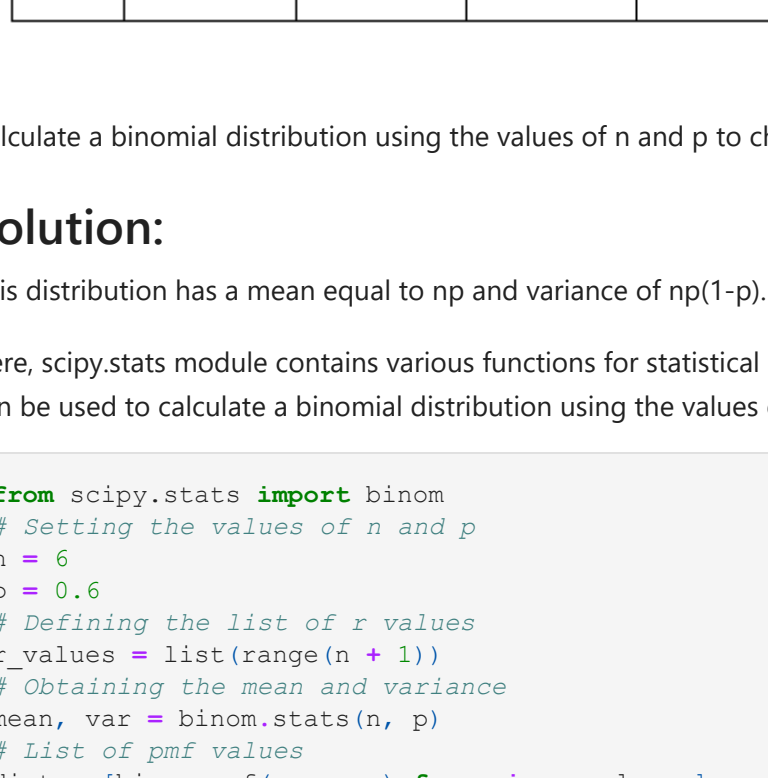 lculate a binomial distribution using the values of n and p to
olution:
is distribution has a mean equal to np and variance of np(1-p).
ere, scipy.stats module contains various functions for statistical
n be used to calculate a binomial distribution using the values
from scipy.stats import binom
# Setting the values of n and p
n = 6
p = 0.6
# Defining the list of r values
r_values = list(range(n + 1))
# Obtaining the mean and variance
mean, var = binom.stats(n, p)
# List of pmf values